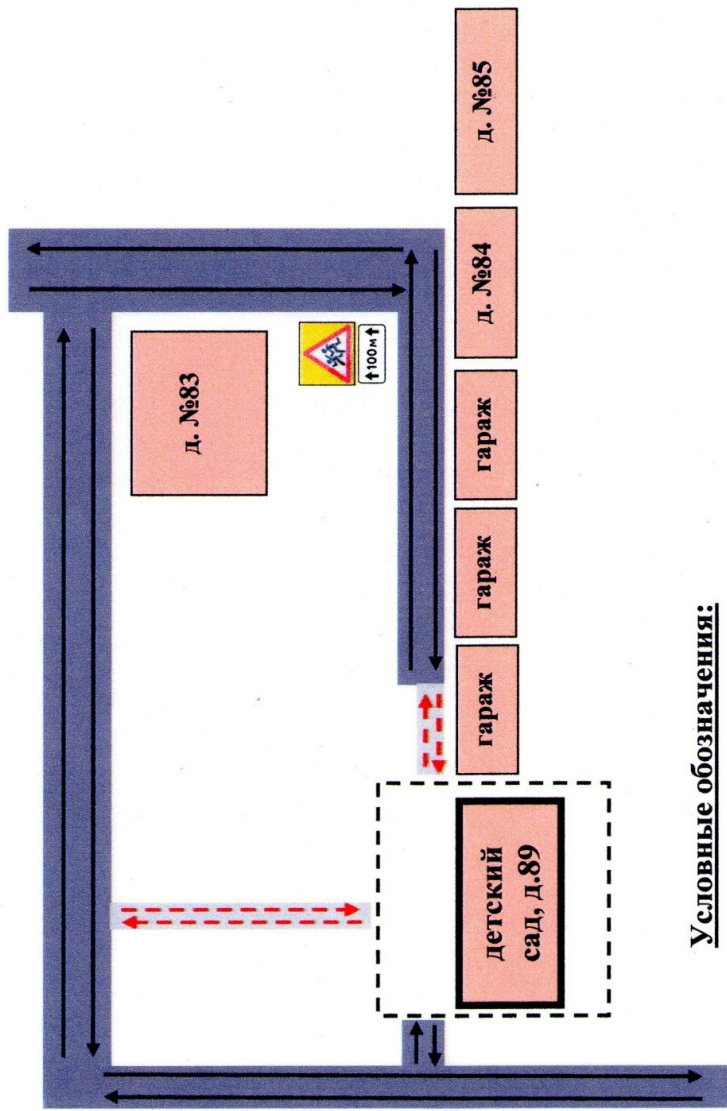 д. №83
↑100м↑
д. №85
д. №84
гараж
гараж
гараж
детский
сад, д.89
Условные обозначения: